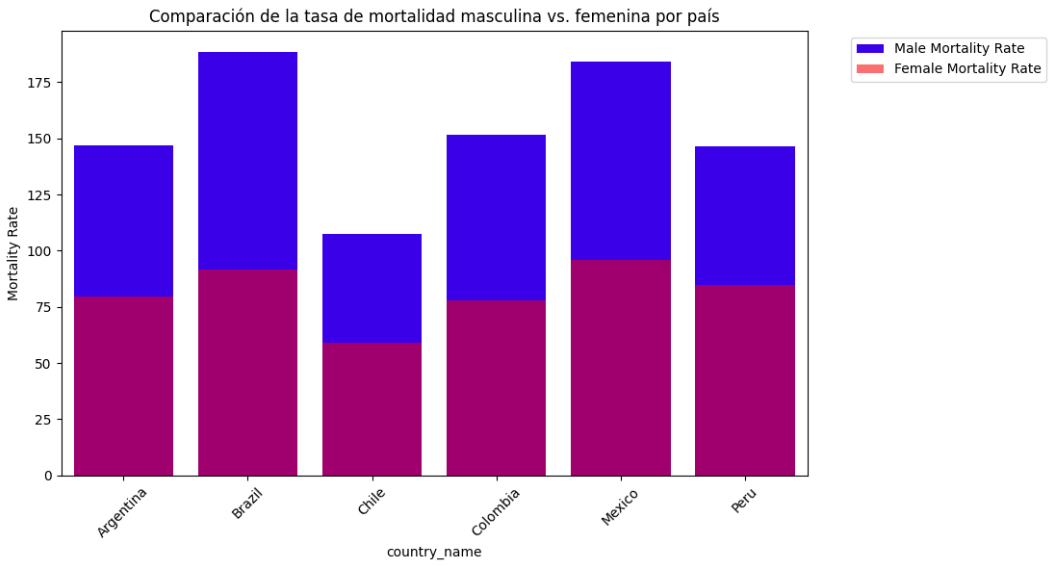 Comparación de la tasa de mortalidad masculina vs. femenina por país
Male Mortality Rate
Female Mortality Rate
Mortality Rate
175
150
125
100
75
50
25
0
Argentina
Brazil
Chile
Colombia
Mexico
Peru
country_name